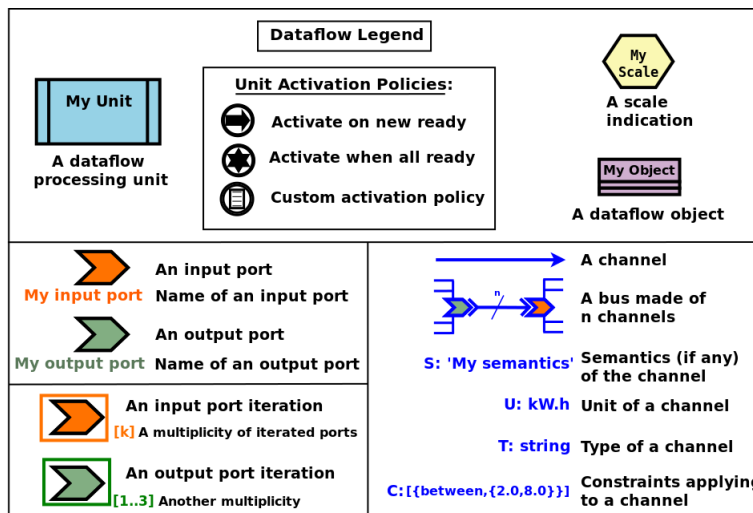 Dataflow Legend
My Unit
A dataflow
processing unit
Unit Activation Policies:
Activate on new ready
Activate when all ready
Custom activation policy
My
Scale
A scale
indication
My Object
A dataflow object
An input port
My input port Name of an input port
An output port
My output port Name of an output port
An input port iteration
[k] A multiplicity of iterated ports
An output port iteration
[1..3] Another multiplicity
A channel
n
A bus made of
n channels
S: 'My semantics' Semantics (if any)
of the channel
U: kW.h Unit of a channel
T: string Type of a channel
C:[{between,{2.0,8.0}}] Constraints applying
to a channel